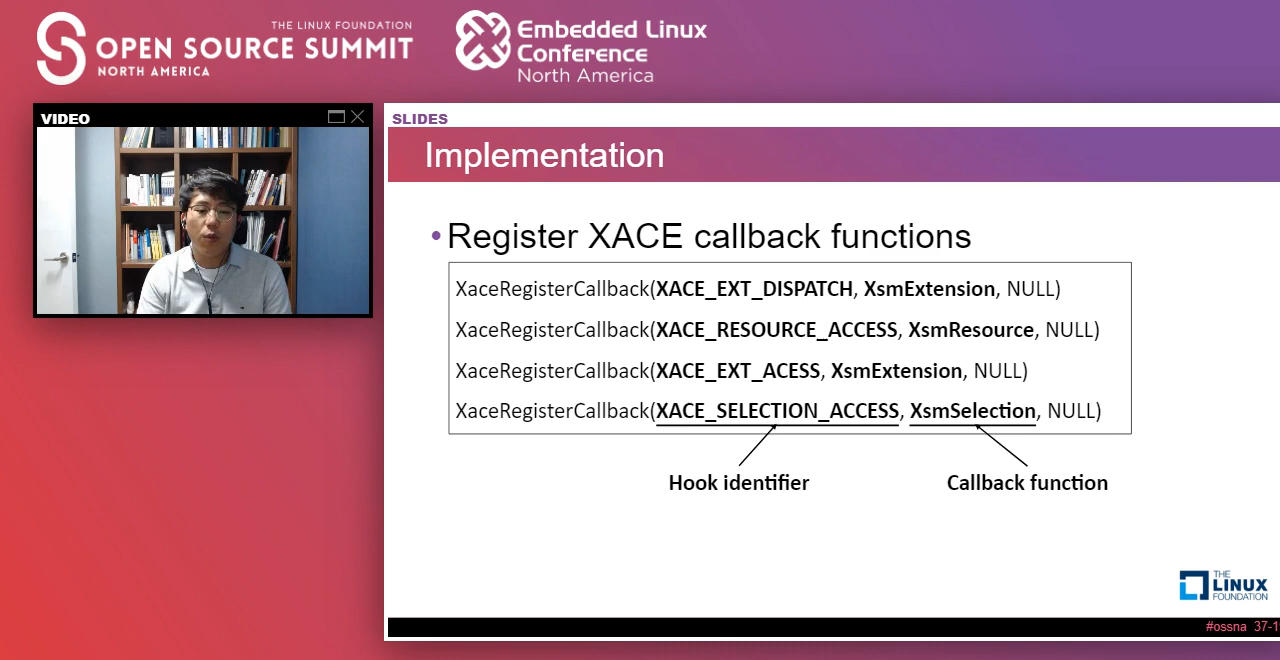 THE LINUX FOUNDATION
OPEN SOURCE SUMMIT
NORTH AMERICA
Embedded Linux
Conference
North America
VIDEO
SLIDES
Implementation
• Register XACE callback functions
XaceRegisterCallback(XACE_EXT_DISPATCH, XsmExtension, NULL)
XaceRegisterCallback(XACE_RESOURCE_ACCESS, XsmResource, NULL)
XaceRegisterCallback(XACE_EXT_ACESS, XsmExtension, NULL)
XaceRegisterCallback(XACE_SELECTION_ACCESS, XsmSelection, NULL)
Hook identifier
Callback function
THE
LINUX
FOUNDATION
#ossna 37-1